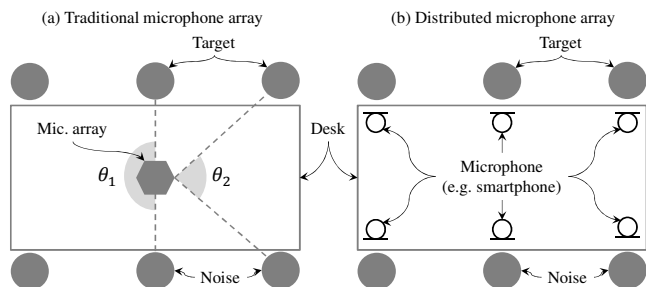 (a) Traditional microphone array
(b) Distributed microphone array
Target
Target
Mic. array
Desk
θ1
θ2
Microphone
(e.g. smartphone)
Noise
Noise